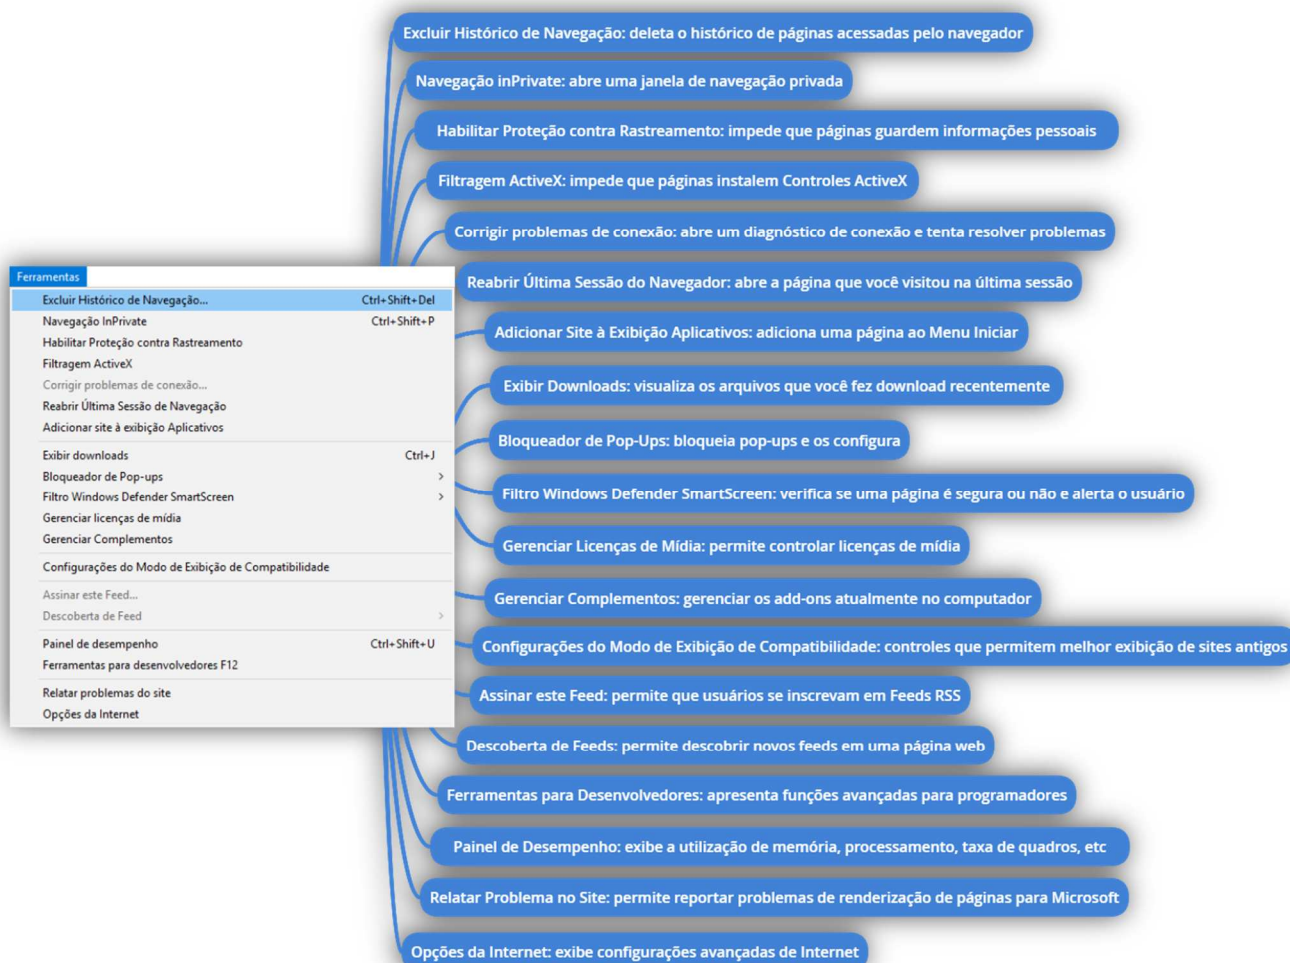 Excluir Histórico de Navegação: deleta o histórico de páginas acessadas pelo navegador
Navegação inPrivate: abre uma janela de navegação privada
Habilitar Proteção contra Rastreamento: impede que páginas guardem informações pessoais
Filtragem ActiveX: impede que páginas instalem Controles ActiveX
Corrigir problemas de conexão: abre um diagnóstico de conexão e tenta resolver problemas
Reabrir Última Sessão do Navegador: abre a página que você visitou na última sessão
Adicionar Site à Exibição Aplicativos: adiciona uma página ao Menu Iniciar
Exibir Downloads: visualiza os arquivos que você fez download recentemente
Bloqueador de Pop-Ups: bloqueia pop-ups e os configura
Filtro Windows Defender SmartScreen: verifica se uma página é segura ou não e alerta o usuário
Gerenciar Licenças de Mídia: permite controlar licenças de mídia
Gerenciar Complementos: gerenciar os add-ons atualmente no computador
Configurações do Modo de Exibição de Compatibilidade: controles que permitem melhor exibição de sites antigos
Assinar este Feed: permite que usuários se inscrevam em Feeds RSS
Descoberta de Feeds: permite descobrir novos feeds em uma página web
Ferramentas para Desenvolvedores: apresenta funções avançadas para programadores
Painel de Desempenho: exibe a utilização de memória, processamento, taxa de quadros, etc
Relatar Problema no Site: permite reportar problemas de renderização de páginas para Microsoft
Opções da Internet: exibe configurações avançadas de Internet
Ferramentas
Excluir Histórico de Navegação... Ctrl+Shift+Del
Navegação InPrivate Ctrl+Shift+P
Habilitar Proteção contra Rastreamento
Filtragem ActiveX
Corrigir problemas de conexão...
Reabrir Última Sessão de Navegação
Adicionar site à exibição Aplicativos
Exibir downloads Ctrl+J
Bloqueador de Pop-ups >
Filtro Windows Defender SmartScreen >
Gerenciar licenças de mídia
Gerenciar Complementos
Configurações do Modo de Exibição de Compatibilidade
Assinar este Feed...
Descoberta de Feed >
Painel de desempenho Ctrl+Shift+U
Ferramentas para desenvolvedores F12
Relatar problemas do site
Opções da Internet